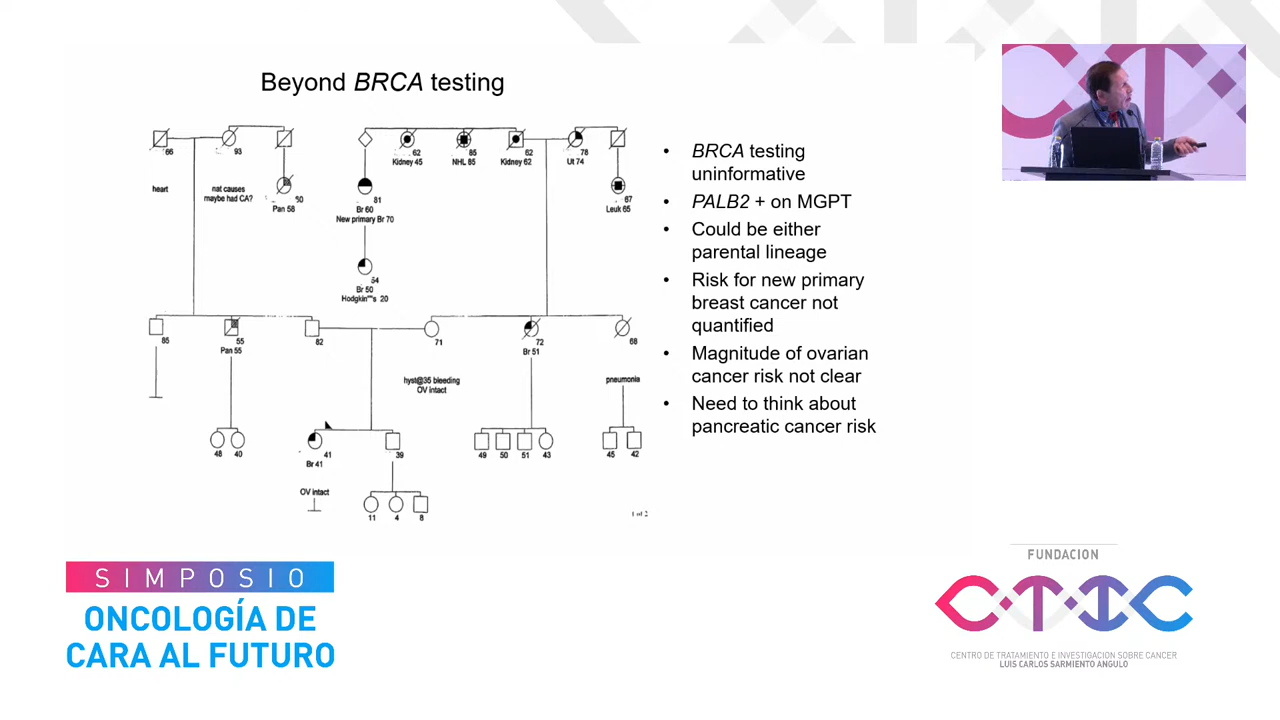 Beyond BRCA testing
66
93
62
Kidney 45
85
NHL 85
62
Kidney 62
78
Ut 74
heart
nat causes
maybe had CA?
Pan 58
81
Br 60
New primary Br 70
67
Leuk 65
54
Br 50
Hodgkin""s 20
85
55
Pan 55
82
71
72
Br 51
68
hyst@35 bleeding
OV intact
pneumonia
48
40
41
Br 41
39
49
50
51
43
45
42
OV intact
11
4
8
1 of 2
• BRCA testing
uninformative
• PALB2 + on MGPT
• Could be either
parental lineage
• Risk for new primary
breast cancer not
quantified
• Magnitude of ovarian
cancer risk not clear
• Need to think about
pancreatic cancer risk
SIMPOSIO
ONCOLOGÍA DE
CARA AL FUTURO
FUNDACION
CTIC
CENTRO DE TRATAMIENTO E INVESTIGACION SOBRE CANCER
LUIS CARLOS SARMIENTO ANGULO